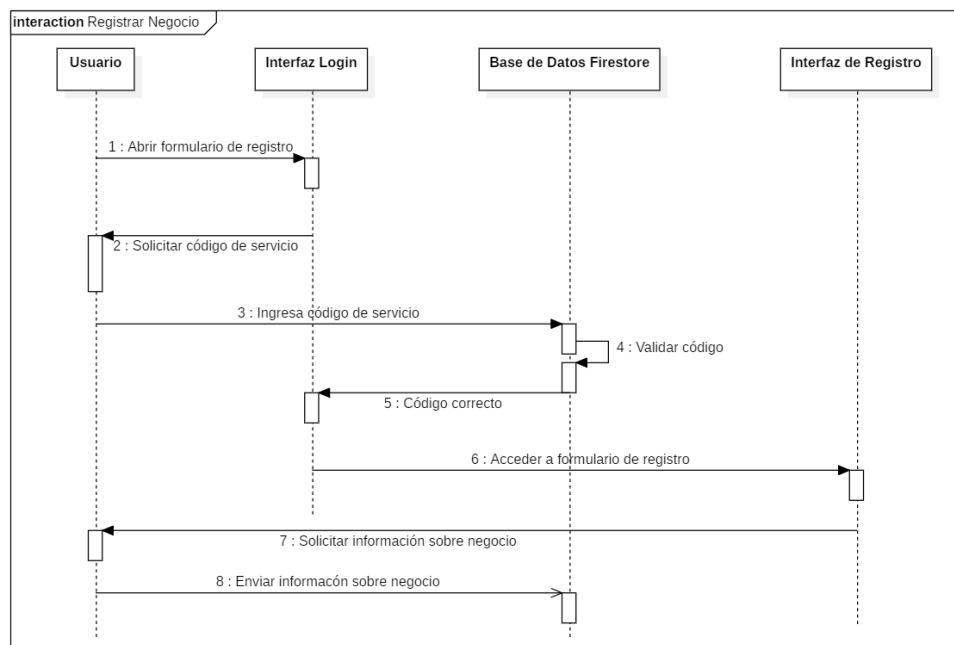 interaction Registrar Negocio
Usuario
Interfaz Login
Base de Datos Firestore
Interfaz de Registro
1 : Abrir formulario de registro
2 : Solicitar código de servicio
3 : Ingresa código de servicio
4 : Validar código
5 : Código correcto
6 : Acceder a formulario de registro
7 : Solicitar información sobre negocio
8 : Enviar informacón sobre negocio